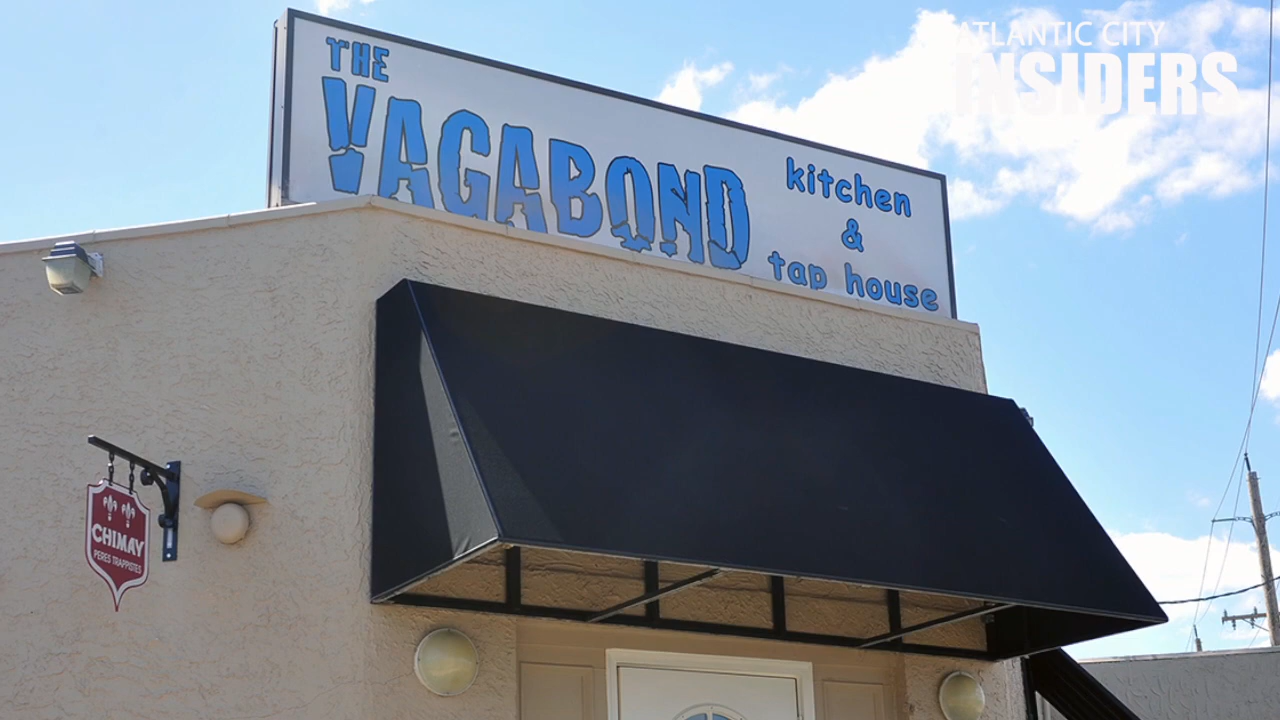 ATLANTIC CITY
INSIDERS
THE
VAGABOND
kitchen
&
tap house
CHIMAY
PERES TRAPPISTES